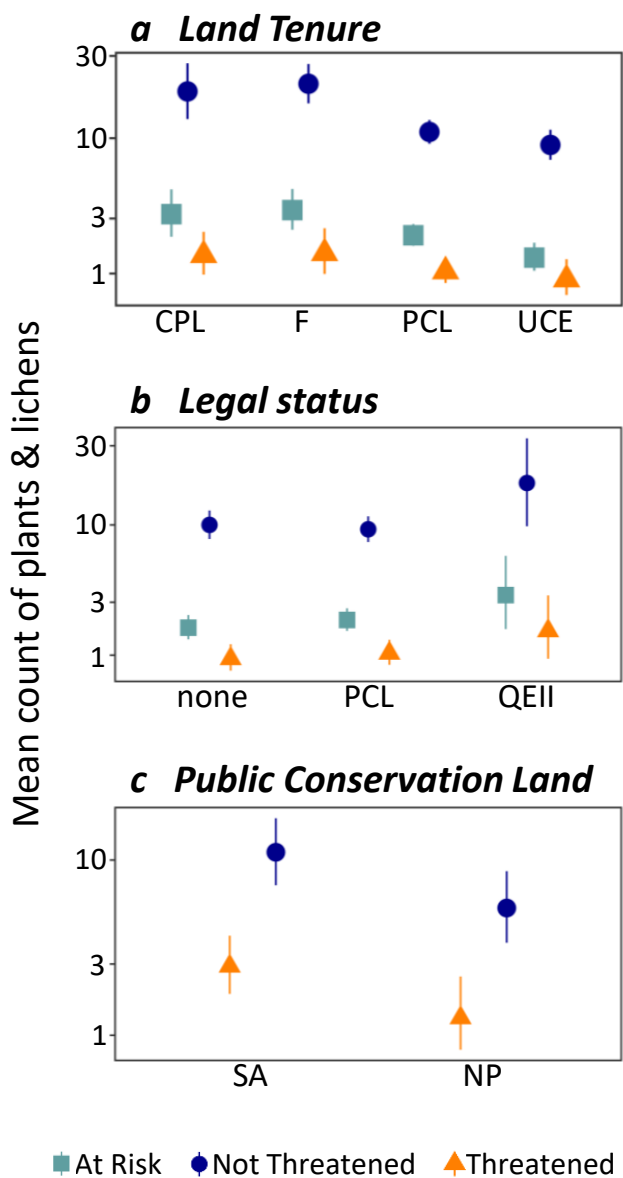 a Land Tenure
30
10
3
1
CPL F PCL UCE
b Legal status
30
10
3
1
none PCL QEII
c Public Conservation Land
10
3
1
SA NP
Mean count of plants & lichens
At Risk Not Threatened Threatened